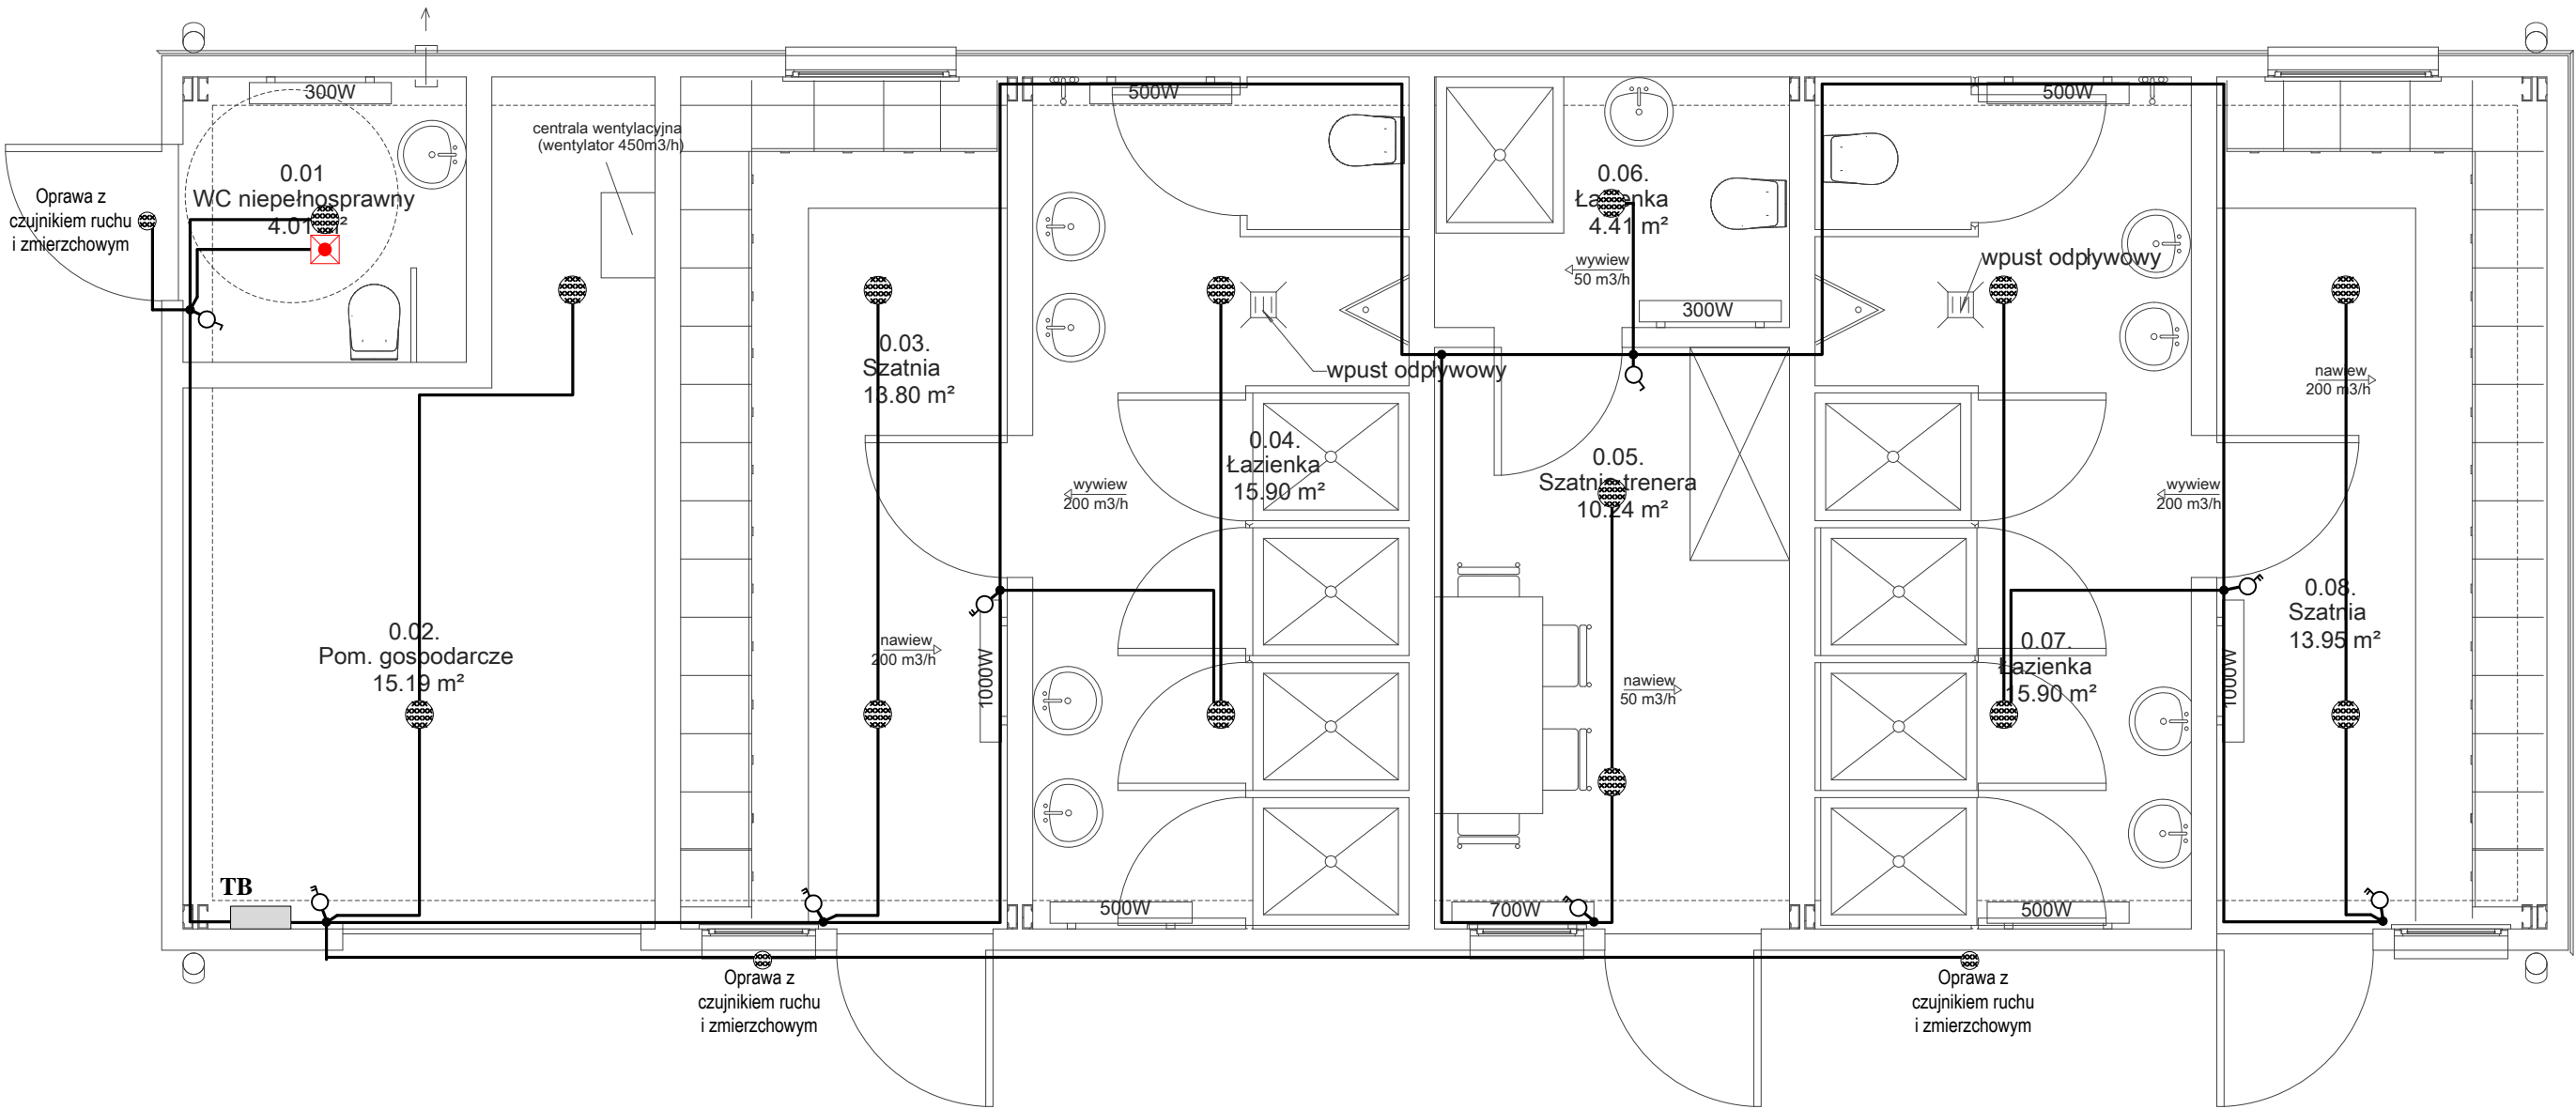 300W
500W
500W
centrala wentylacyjna
(wentylator 450m3/h)
0.01
WC niepełnosprawny
4.01 m²
Oprawa z
czujnikiem ruchu
i zmierzchowym
0.06.
Łazienka
4.41 m²
wywiew
50 m3/h
300W
wpust odpływowy
0.03.
Szatnia
13.80 m²
wpust odpływowy
nawiew
200 m3/h
0.04.
Łazienka
15.90 m²
wywiew
200 m3/h
0.05.
Szatnia trenera
10.24 m²
wywiew
200 m3/h
0.02.
Pom. gospodarcze
15.19 m²
nawiew
200 m3/h
1000W
nawiew
50 m3/h
0.07.
Łazienka
15.90 m²
1000W
0.08.
Szatnia
13.95 m²
TB
500W
700W
500W
Oprawa z
czujnikiem ruchu
i zmierzchowym
Oprawa z
czujnikiem ruchu
i zmierzchowym